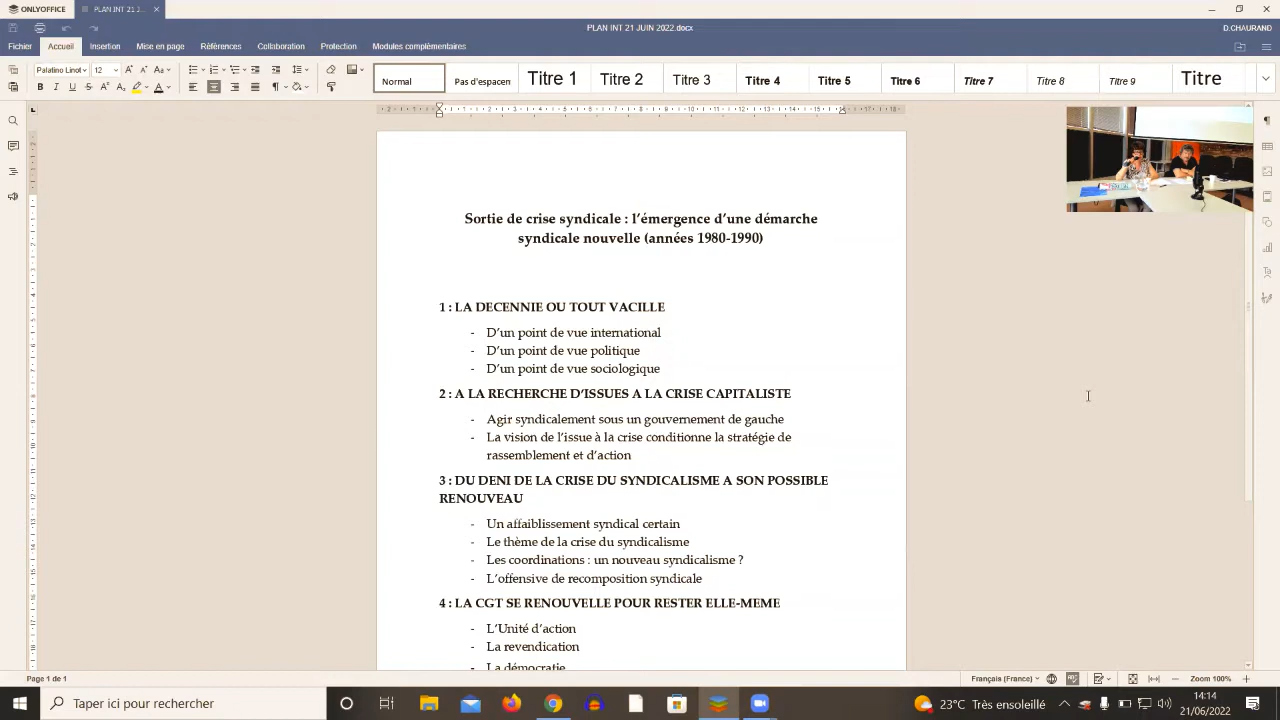 ONLYOFFICE
PLAN INT 21 J... 2...
PLAN INT 21 JUIN 2022.docx
D.CHAURAND
Fichier Accueil Insertion Mise en page Références Collaboration Protection Modules complémentaires
Palatino Linot 12
Normal Pas d'espacen Titre 1 Titre 2 Titre 3 Titre 4 Titre 5 Titre 6 Titre 7 Titre 8 Titre 9 Titre
Sortie de crise syndicale : l’émergence d’une démarche
syndicale nouvelle (années 1980-1990)
1 : LA DECENNIE OU TOUT VACILLE
- D’un point de vue international
- D’un point de vue politique
- D’un point de vue sociologique
2 : A LA RECHERCHE D’ISSUES A LA CRISE CAPITALISTE
- Agir syndicalement sous un gouvernement de gauche
- La vision de l’issue à la crise conditionne la stratégie de
rassemblement et d’action
3 : DU DENI DE LA CRISE DU SYNDICALISME A SON POSSIBLE
RENOUVEAU
- Un affaiblissement syndical certain
- Le thème de la crise du syndicalisme
- Les coordinations : un nouveau syndicalisme ?
- L’offensive de recomposition syndicale
4 : LA CGT SE RENOUVELLE POUR RESTER ELLE-MEME
- L’Unité d’action
- La revendication
- La démocratie
Page 1 de 1
Français (France)
Zoom 100%
Taper ici pour rechercher
23°C Très ensoleillé
14:14
21/06/2022